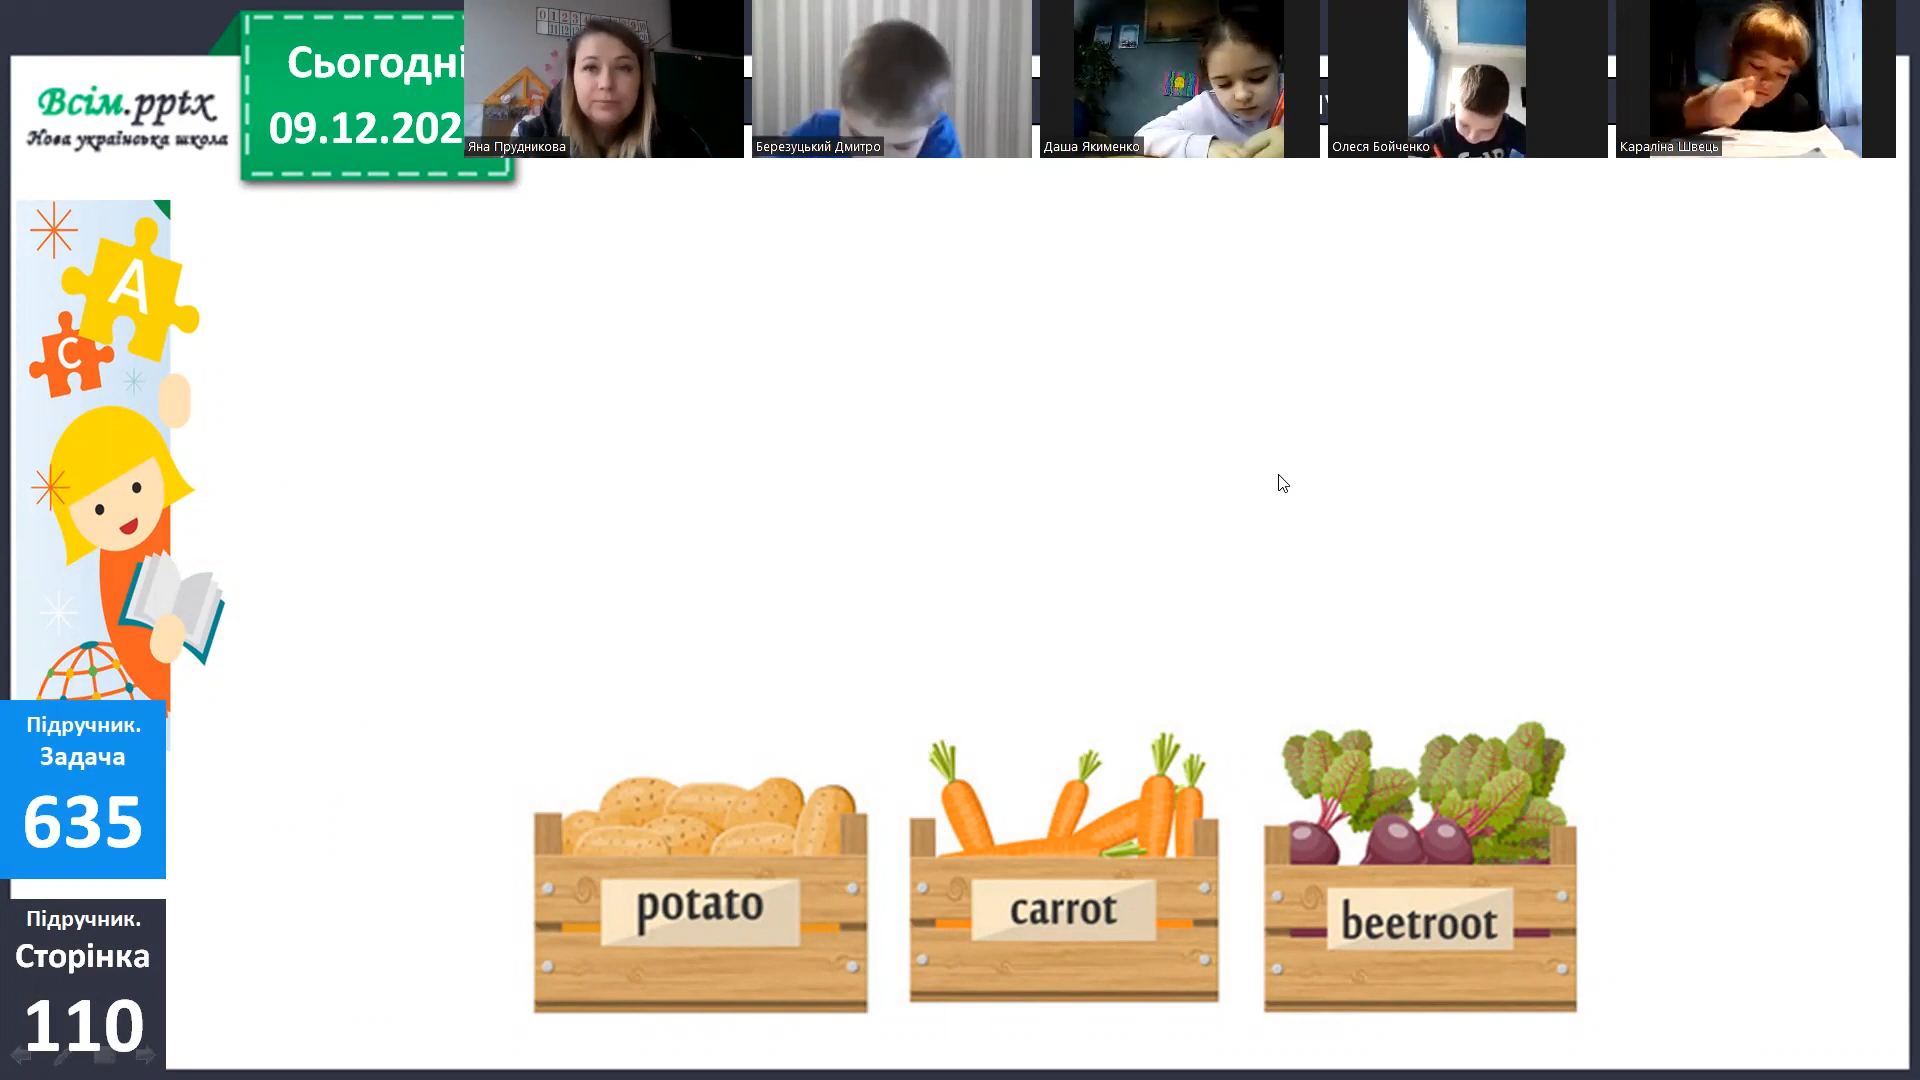 Всім.pptx
Нова українська школа
Сьогодні
09.12.202
Яна Прудникова
Березуцький Дмитро
Даша Якименко
Олеся Бойченко
Караліна Швець
A
C
Підручник.
Задача
635
Підручник.
Сторінка
110
potato
carrot
beetroot